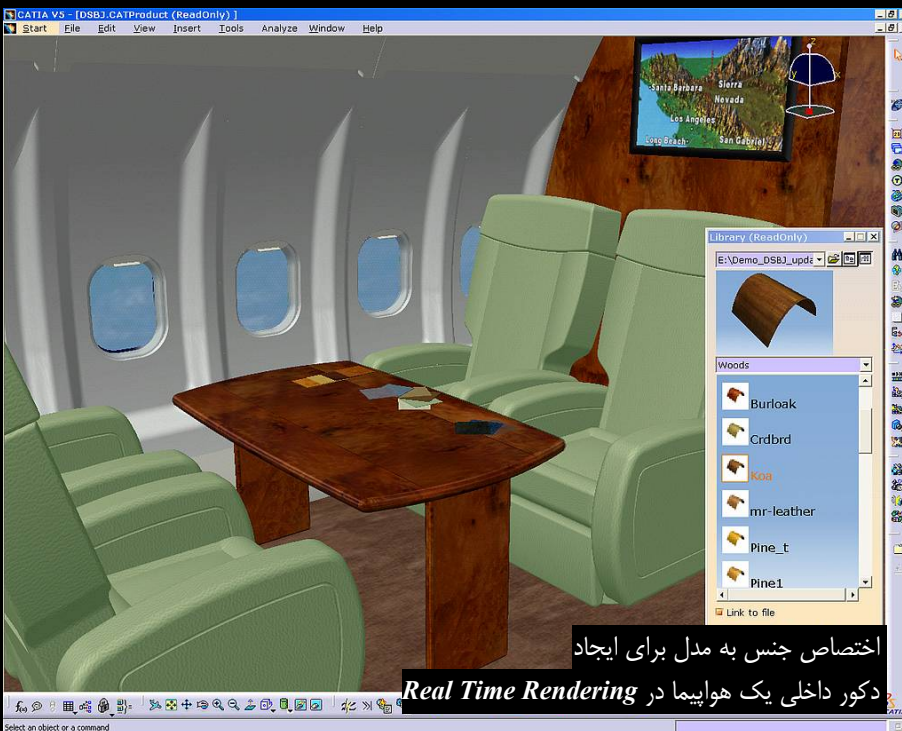 CATIA V5 - [DSBJ.CATProduct (ReadOnly) ]
Start File Edit View Insert Tools Analyze Window Help
Santa Barbara
Sierra
Nevada
Los Angeles
Long Beach
San Gabriel
z
y
x
Library (ReadOnly)
E:\Demo_DSBJ_upda
Woods
Burloak
Crdbrd
Koa
mr-leather
Pine_t
Pine1
Link to file
اختصاص جنس به مدل برای ایجاد
دکور داخلی یک هواپیما در Real Time Rendering
Select an object or a command